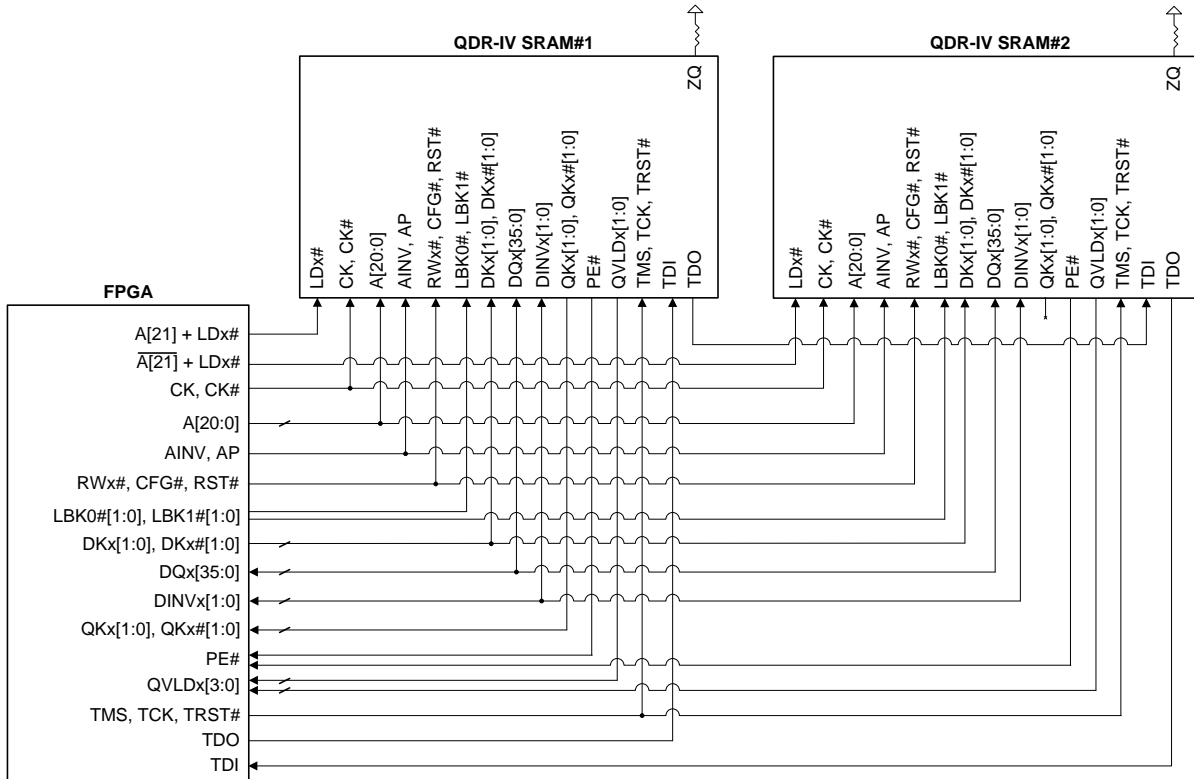 QDR-IV SRAM#1
ZQ
LDx#
CK, CK#
A[20:0]
AINV, AP
RWx#, CFG#, RST#
LBK0#, LBK1#
DKx[1:0], DKx#[1:0]
DQx[35:0]
DINVx[1:0]
QKx[1:0], QKx#[1:0]
PE#
QVLDx[1:0]
TMS, TCK, TRST#
TDI
TDO
QDR-IV SRAM#2
ZQ
LDx#
CK, CK#
A[20:0]
AINV, AP
RWx#, CFG#, RST#
LBK0#, LBK1#
DKx[1:0], DKx#[1:0]
DQx[35:0]
DINVx[1:0]
QKx[1:0], QKx#[1:0]
PE#
QVLDx[1:0]
TMS, TCK, TRST#
TDI
TDO
FPGA
A[21] + LDx#
A̅[̅2̅1̅]̅ + LDx#
CK, CK#
A[20:0]
AINV, AP
RWx#, CFG#, RST#
LBK0#[1:0], LBK1#[1:0]
DKx[1:0], DKx#[1:0]
DQx[35:0]
DINVx[1:0]
QKx[1:0], QKx#[1:0]
PE#
QVLDx[3:0]
TMS, TCK, TRST#
TDO
TDI